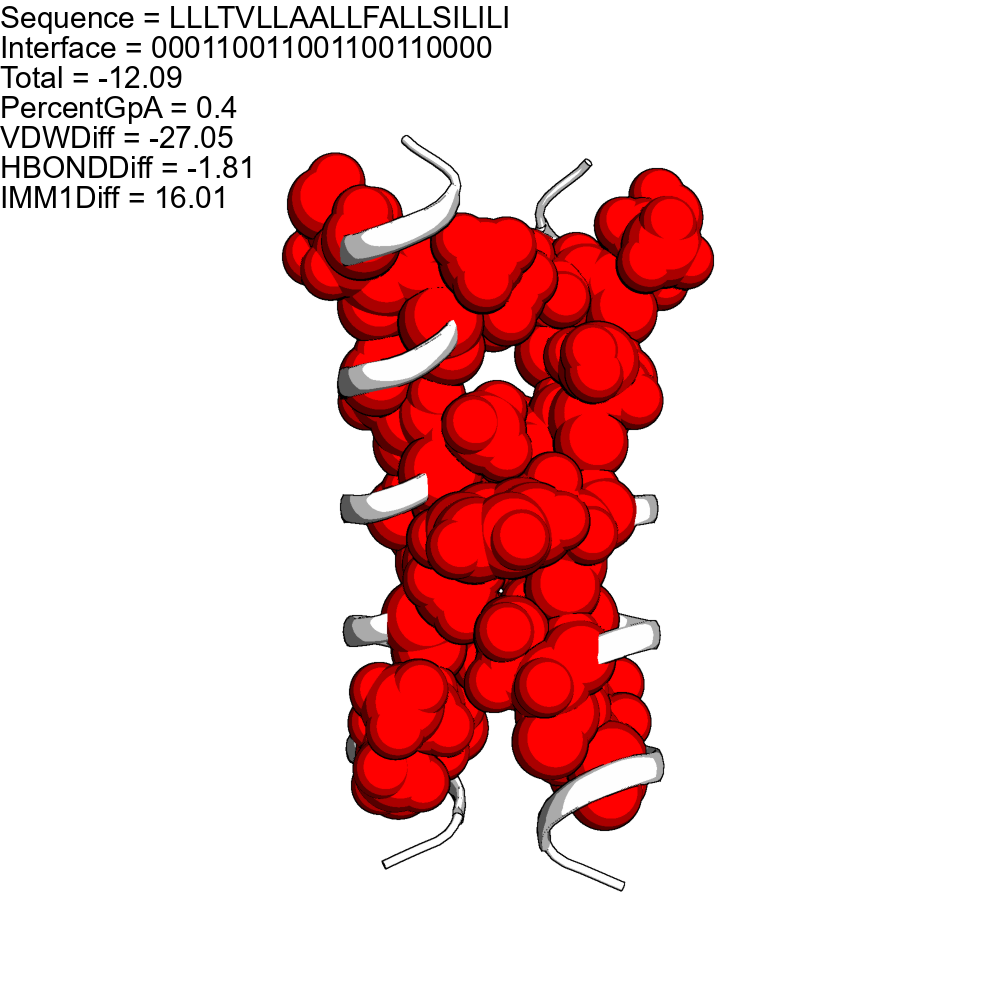 Sequence = LLLTVLLAALLFALLSILILI
Interface = 000110011001100110000
Total = -12.09
PercentGpA = 0.4
VDWDiff = -27.05
HBONDDiff = -1.81
IMM1Diff = 16.01